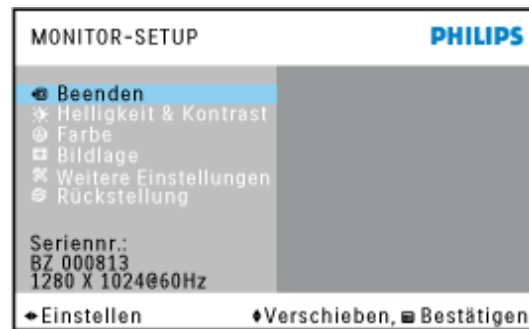 MONITOR-SETUP PHILIPS
Beenden
Helligkeit & Kontrast
Farbe
Bildlage
Weitere Einstellungen
Rückstellung
Seriennr.:
BZ 000813
1280 X 1024@60Hz
Einstellen Verschieben, Bestätigen